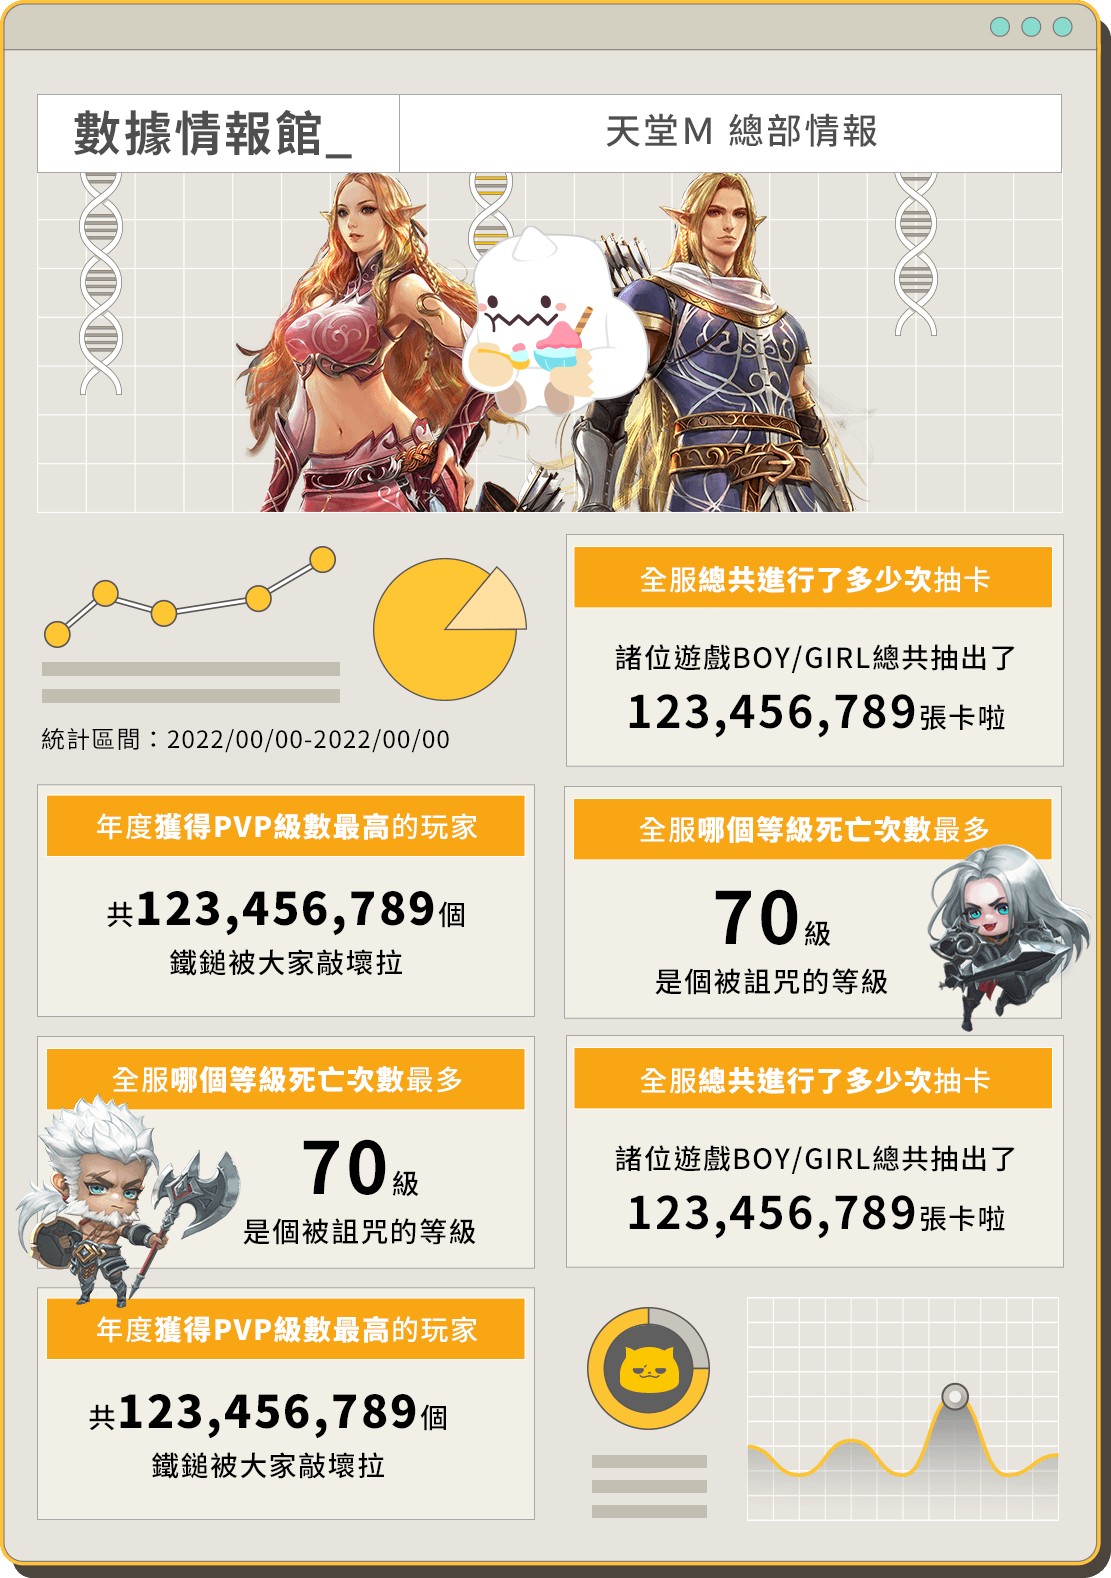 數據情報館_
天堂M 總部情報
全服總共進行了多少次抽卡
諸位遊戲BOY/GIRL總共抽出了
123,456,789張卡啦
統計區間：2022/00/00-2022/00/00
年度獲得PVP級數最高的玩家
共123,456,789個
鐵鎚被大家敲壞拉
全服哪個等級死亡次數最多
70級
是個被詛咒的等級
全服哪個等級死亡次數最多
70級
是個被詛咒的等級
全服總共進行了多少次抽卡
諸位遊戲BOY/GIRL總共抽出了
123,456,789張卡啦
年度獲得PVP級數最高的玩家
共123,456,789個
鐵鎚被大家敲壞拉